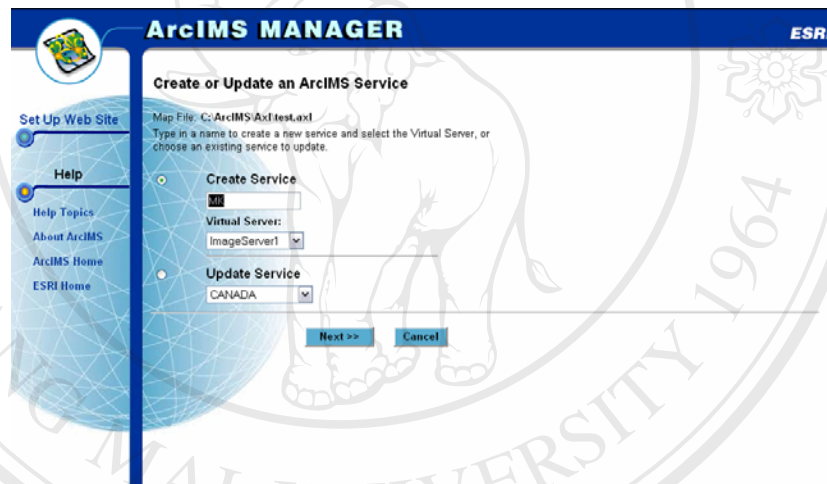 ArcIMS MANAGER
ESRI
Create or Update an ArcIMS Service
Set Up Web Site
Map File: C:\ArcIMS\Axl\test.axl
Type in a name to create a new service and select the Virtual Server, or
choose an existing service to update.
Help
Create Service
MK
Help Topics
Virtual Server:
About ArcIMS
ImageServer1
ArcIMS Home
Update Service
ESRI Home
CANADA
Next >>
Cancel
UNIVERSITY 1964